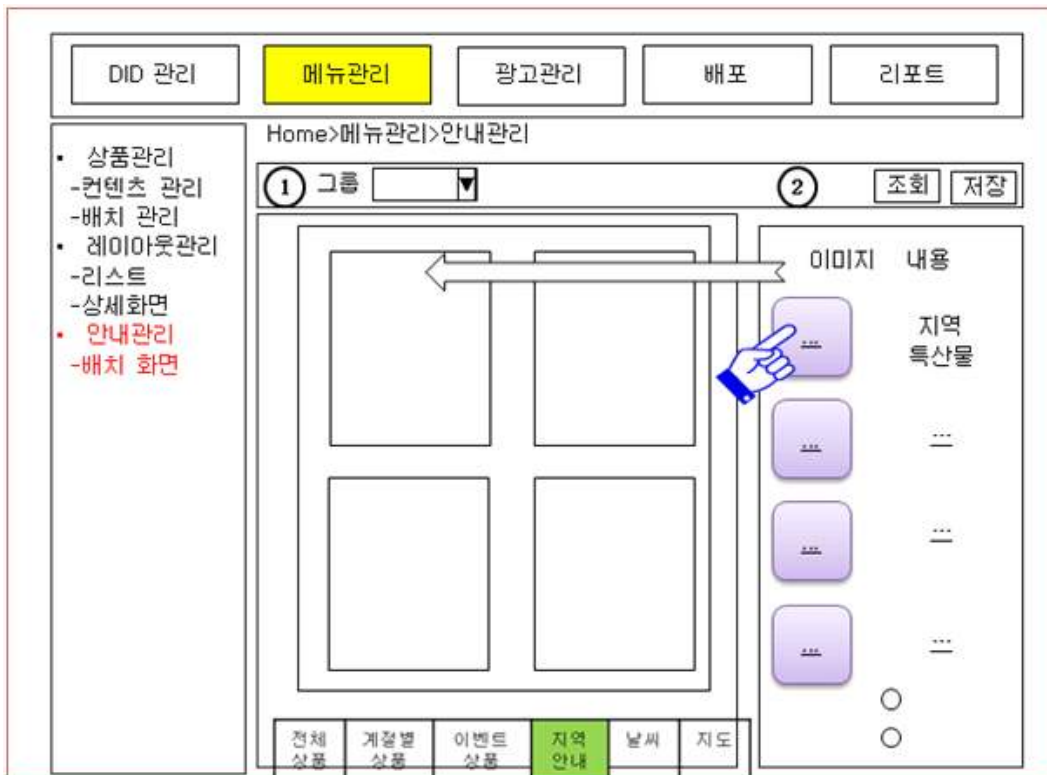 DID 관리
메뉴관리
광고관리
배포
리포트
Home>메뉴관리>안내관리
• 상품관리
-컨텐츠 관리
-배치 관리
• 레이아웃관리
-리스트
-상세화면
• 안내관리
-배치 화면
1 그룹 ▼
2 조회 저장
이미지 내용
...
지역
특산물
... ...
... ...
... ...
전체
상품
계절별
상품
이벤트
상품
지역
안내
날씨
지도